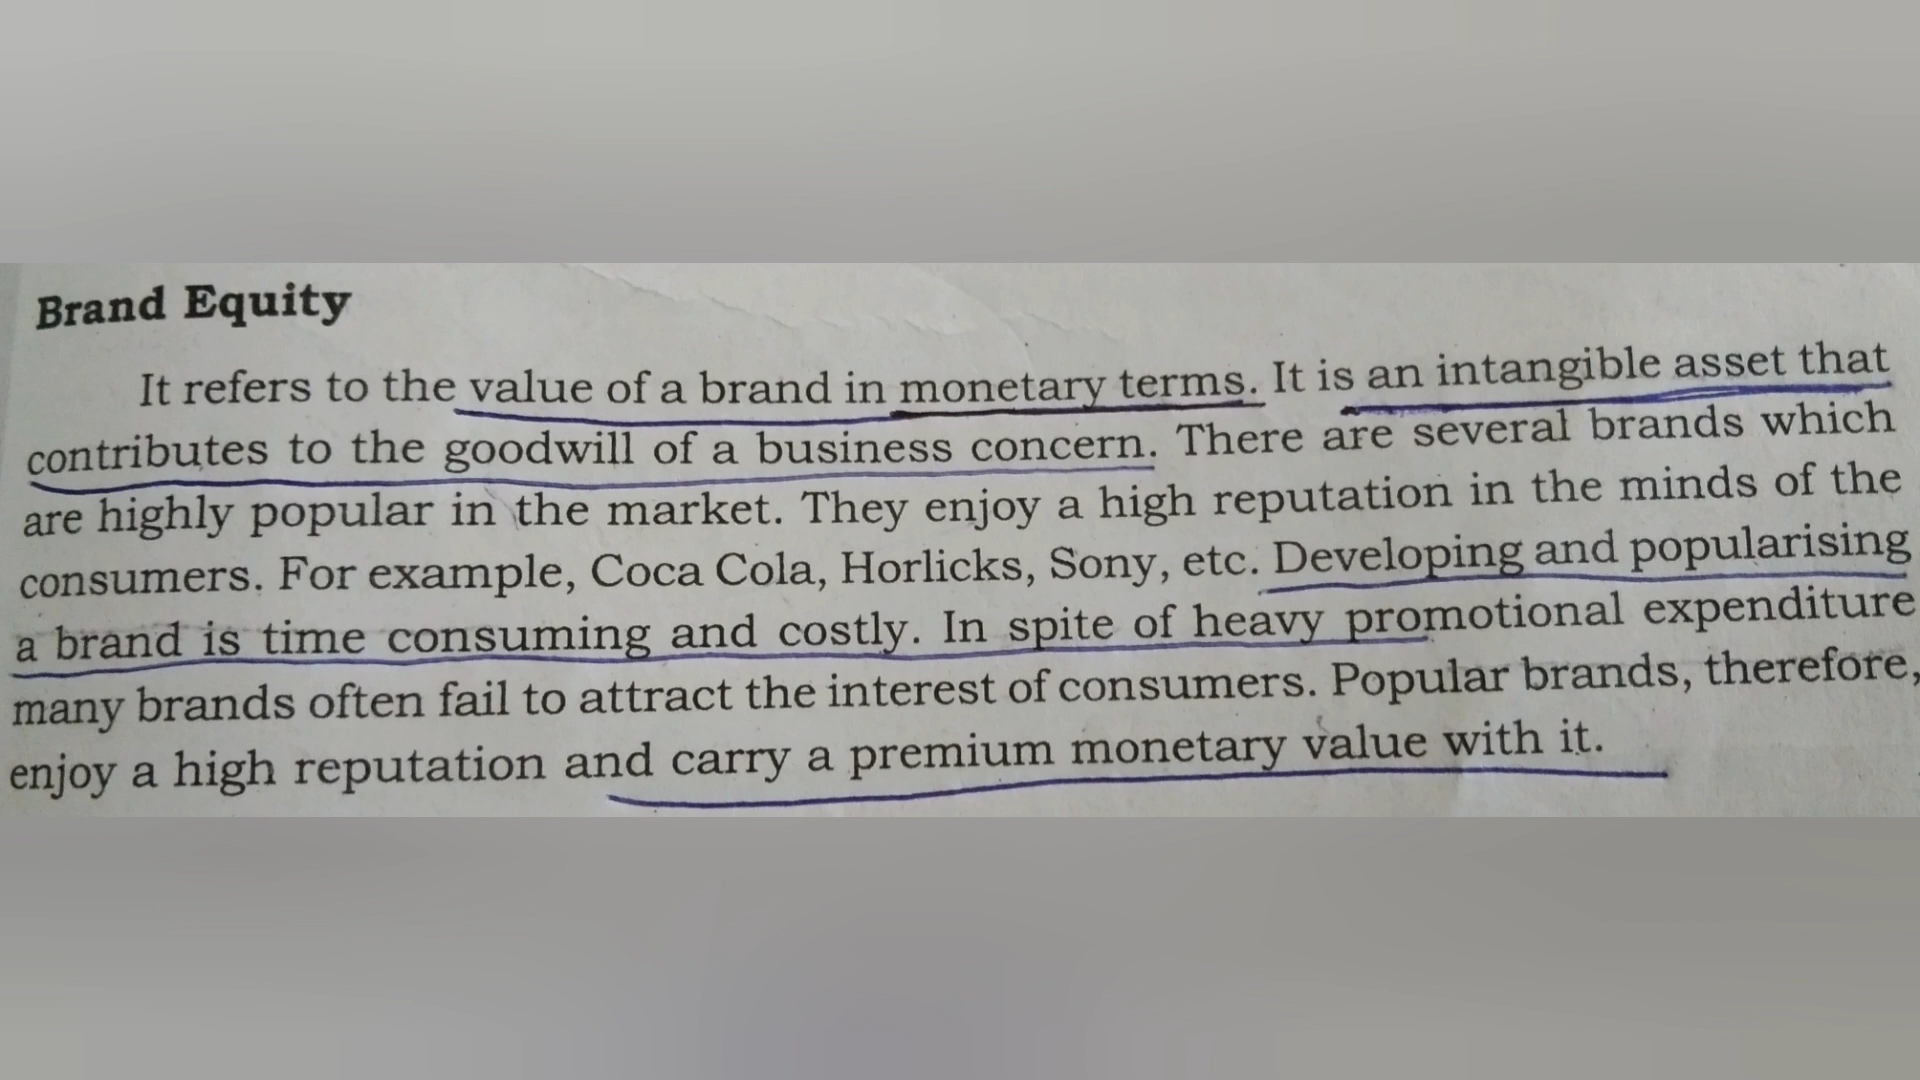 Brand Equity
It refers to the value of a brand in monetary terms. It is an intangible asset that
contributes to the goodwill of a business concern. There are several brands which
are highly popular in the market. They enjoy a high reputation in the minds of the
consumers. For example, Coca Cola, Horlicks, Sony, etc. Developing and popularising
a brand is time consuming and costly. In spite of heavy promotional expenditure
many brands often fail to attract the interest of consumers. Popular brands, therefore,
enjoy a high reputation and carry a premium monetary value with it.